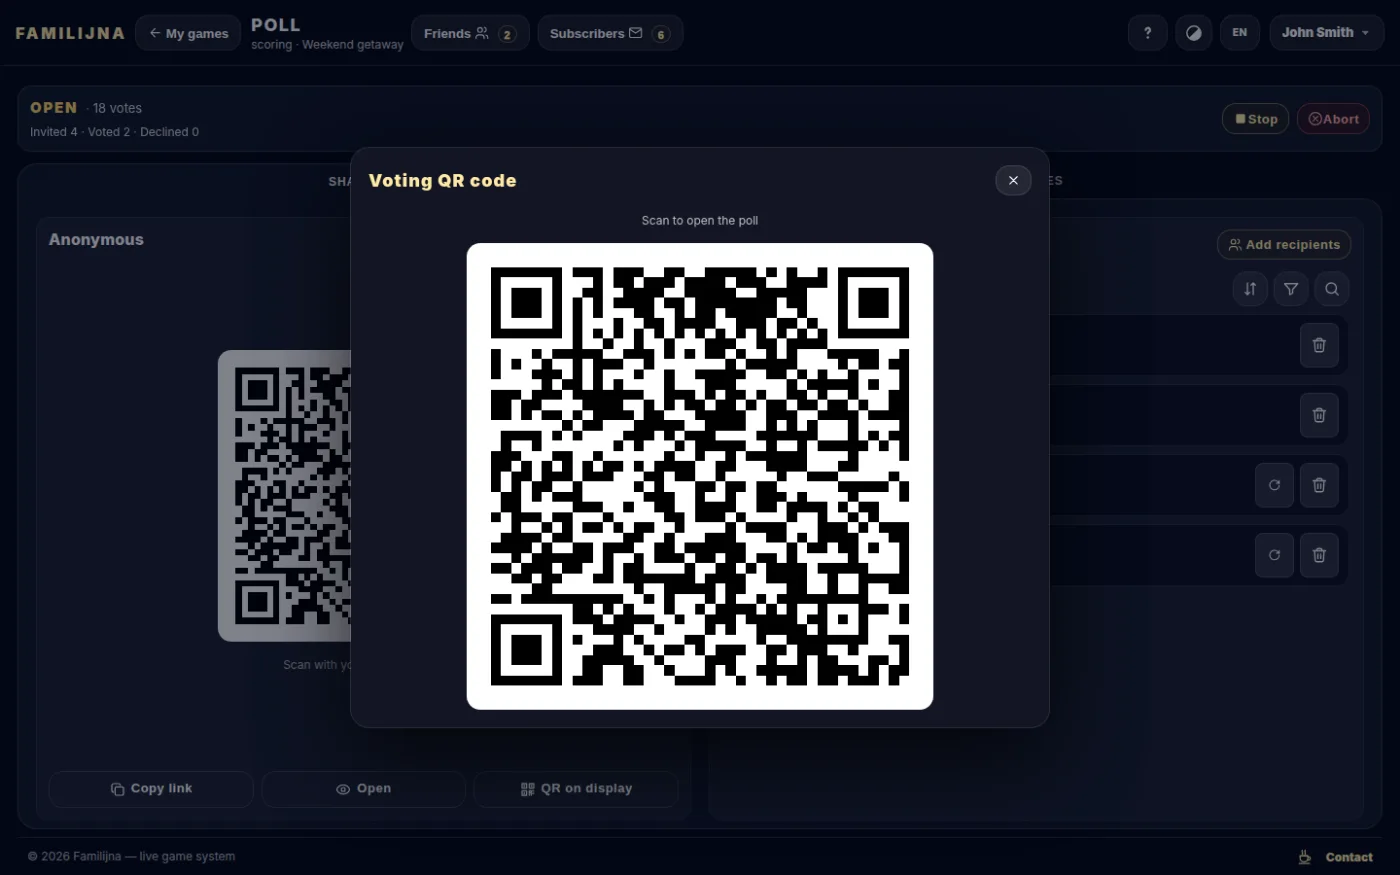 FAMILIJNA
My games
POLL
scoring · Weekend getaway
Friends 2
Subscribers 6
?
EN
John Smith
OPEN · 18 votes
Invited 4 · Voted 2 · Declined 0
Stop
Abort
Voting QR code
Scan to open the poll
Anonymous
Add recipients
Scan with
Copy link
Open
QR on display
© 2026 Familijna — live game system
Contact